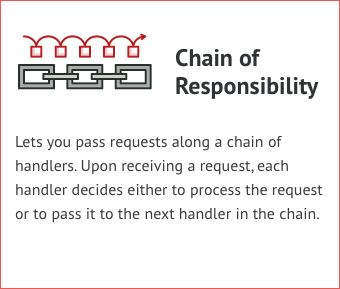 Chain of
Responsibility
Lets you pass requests along a chain of
handlers. Upon receiving a request, each
handler decides either to process the request
or to pass it to the next handler in the chain.